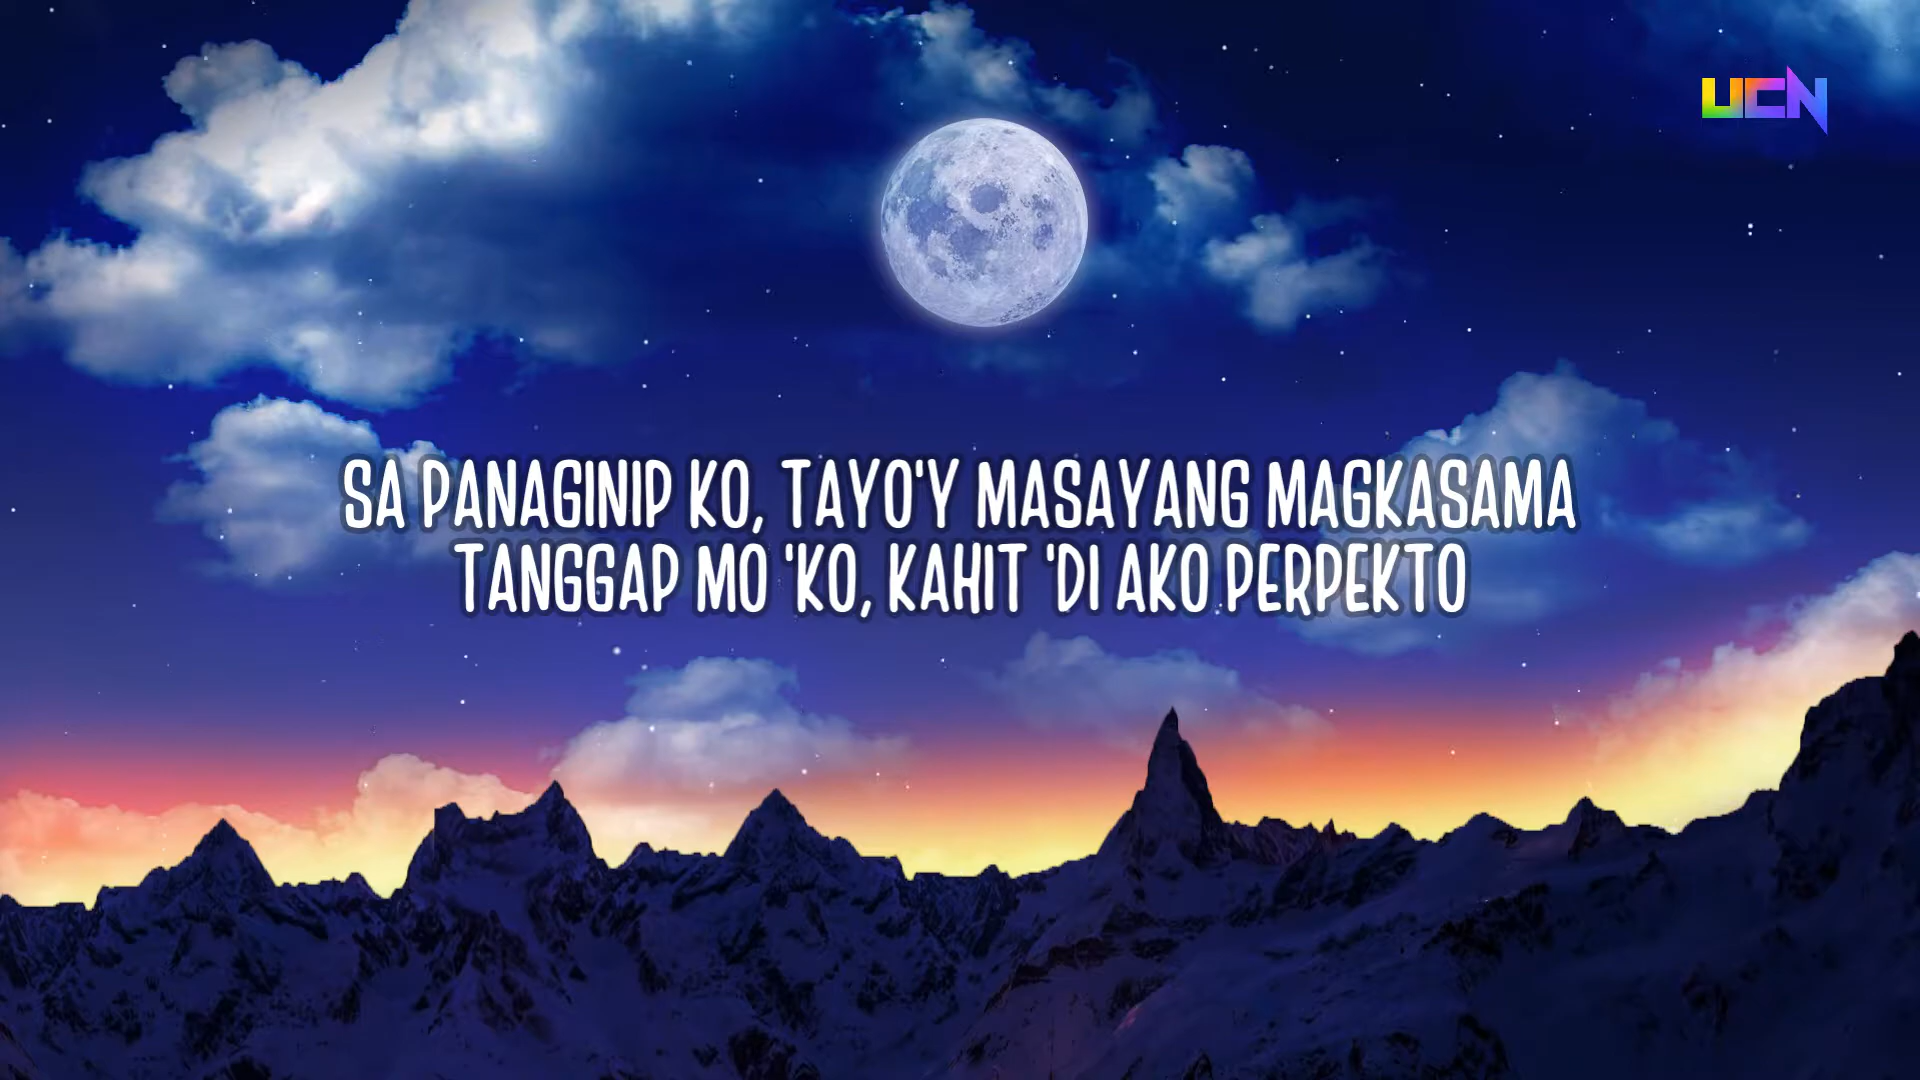 UCN
SA PANAGINIP KO, TAYO'Y MASAYANG MAGKASAMA
TANGGAP MO 'KO, KAHIT 'DI AKO PERPEKTO